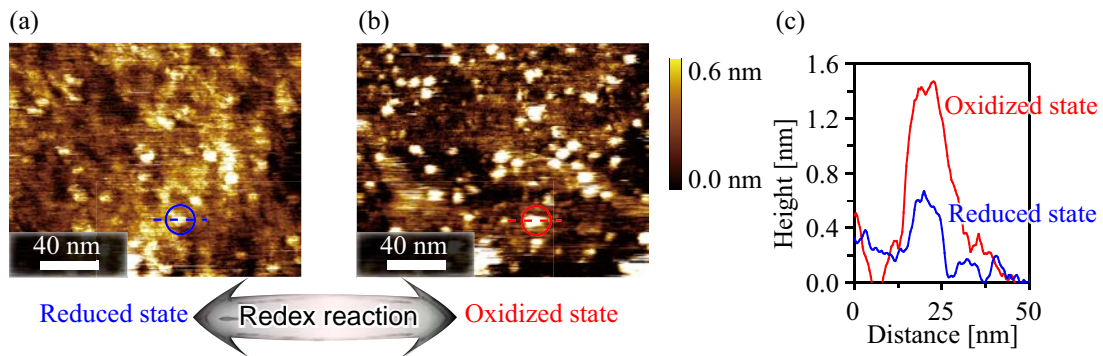 (a)
(b)
(c)
0.6 nm
0.0 nm
40 nm
40 nm
Reduced state
Redex reaction
Oxidized state
Height [nm]
1.6
1.2
0.8
0.4
0.0
Oxidized state
Reduced state
0
25
50
Distance [nm]